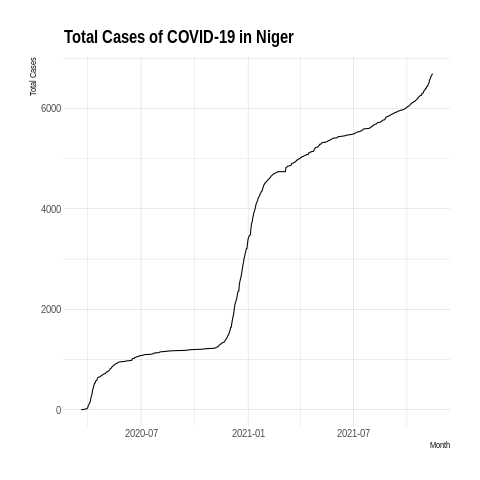 Total Cases of COVID-19 in Niger
Total Cases
6000
4000
2000
0
2020-07 2021-01 2021-07
Month